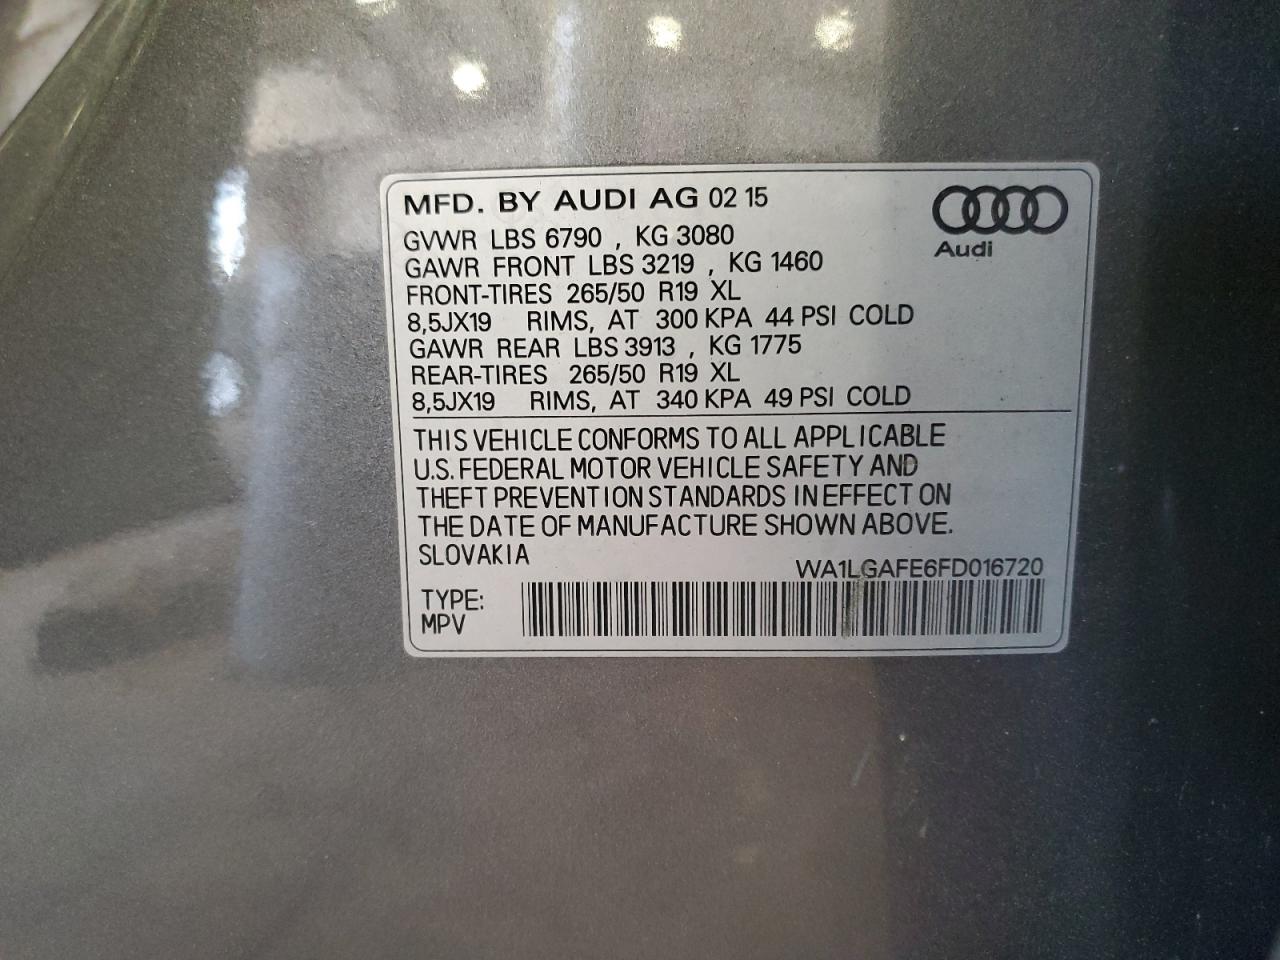 MFD. BY AUDI AG 02 15
Audi
GVWR LBS 6790 , KG 3080
GAWR FRONT LBS 3219 , KG 1460
FRONT-TIRES 265/50 R19 XL
8,5JX19 RIMS, AT 300 KPA 44 PSI COLD
GAWR REAR LBS 3913 , KG 1775
REAR-TIRES 265/50 R19 XL
8,5JX19 RIMS, AT 340 KPA 49 PSI COLD
THIS VEHICLE CONFORMS TO ALL APPLICABLE
U.S. FEDERAL MOTOR VEHICLE SAFETY AND
THEFT PREVENTION STANDARDS IN EFFECT ON
THE DATE OF MANUFACTURE SHOWN ABOVE.
SLOVAKIA
WA1LGAFE6FD016720
TYPE:
MPV